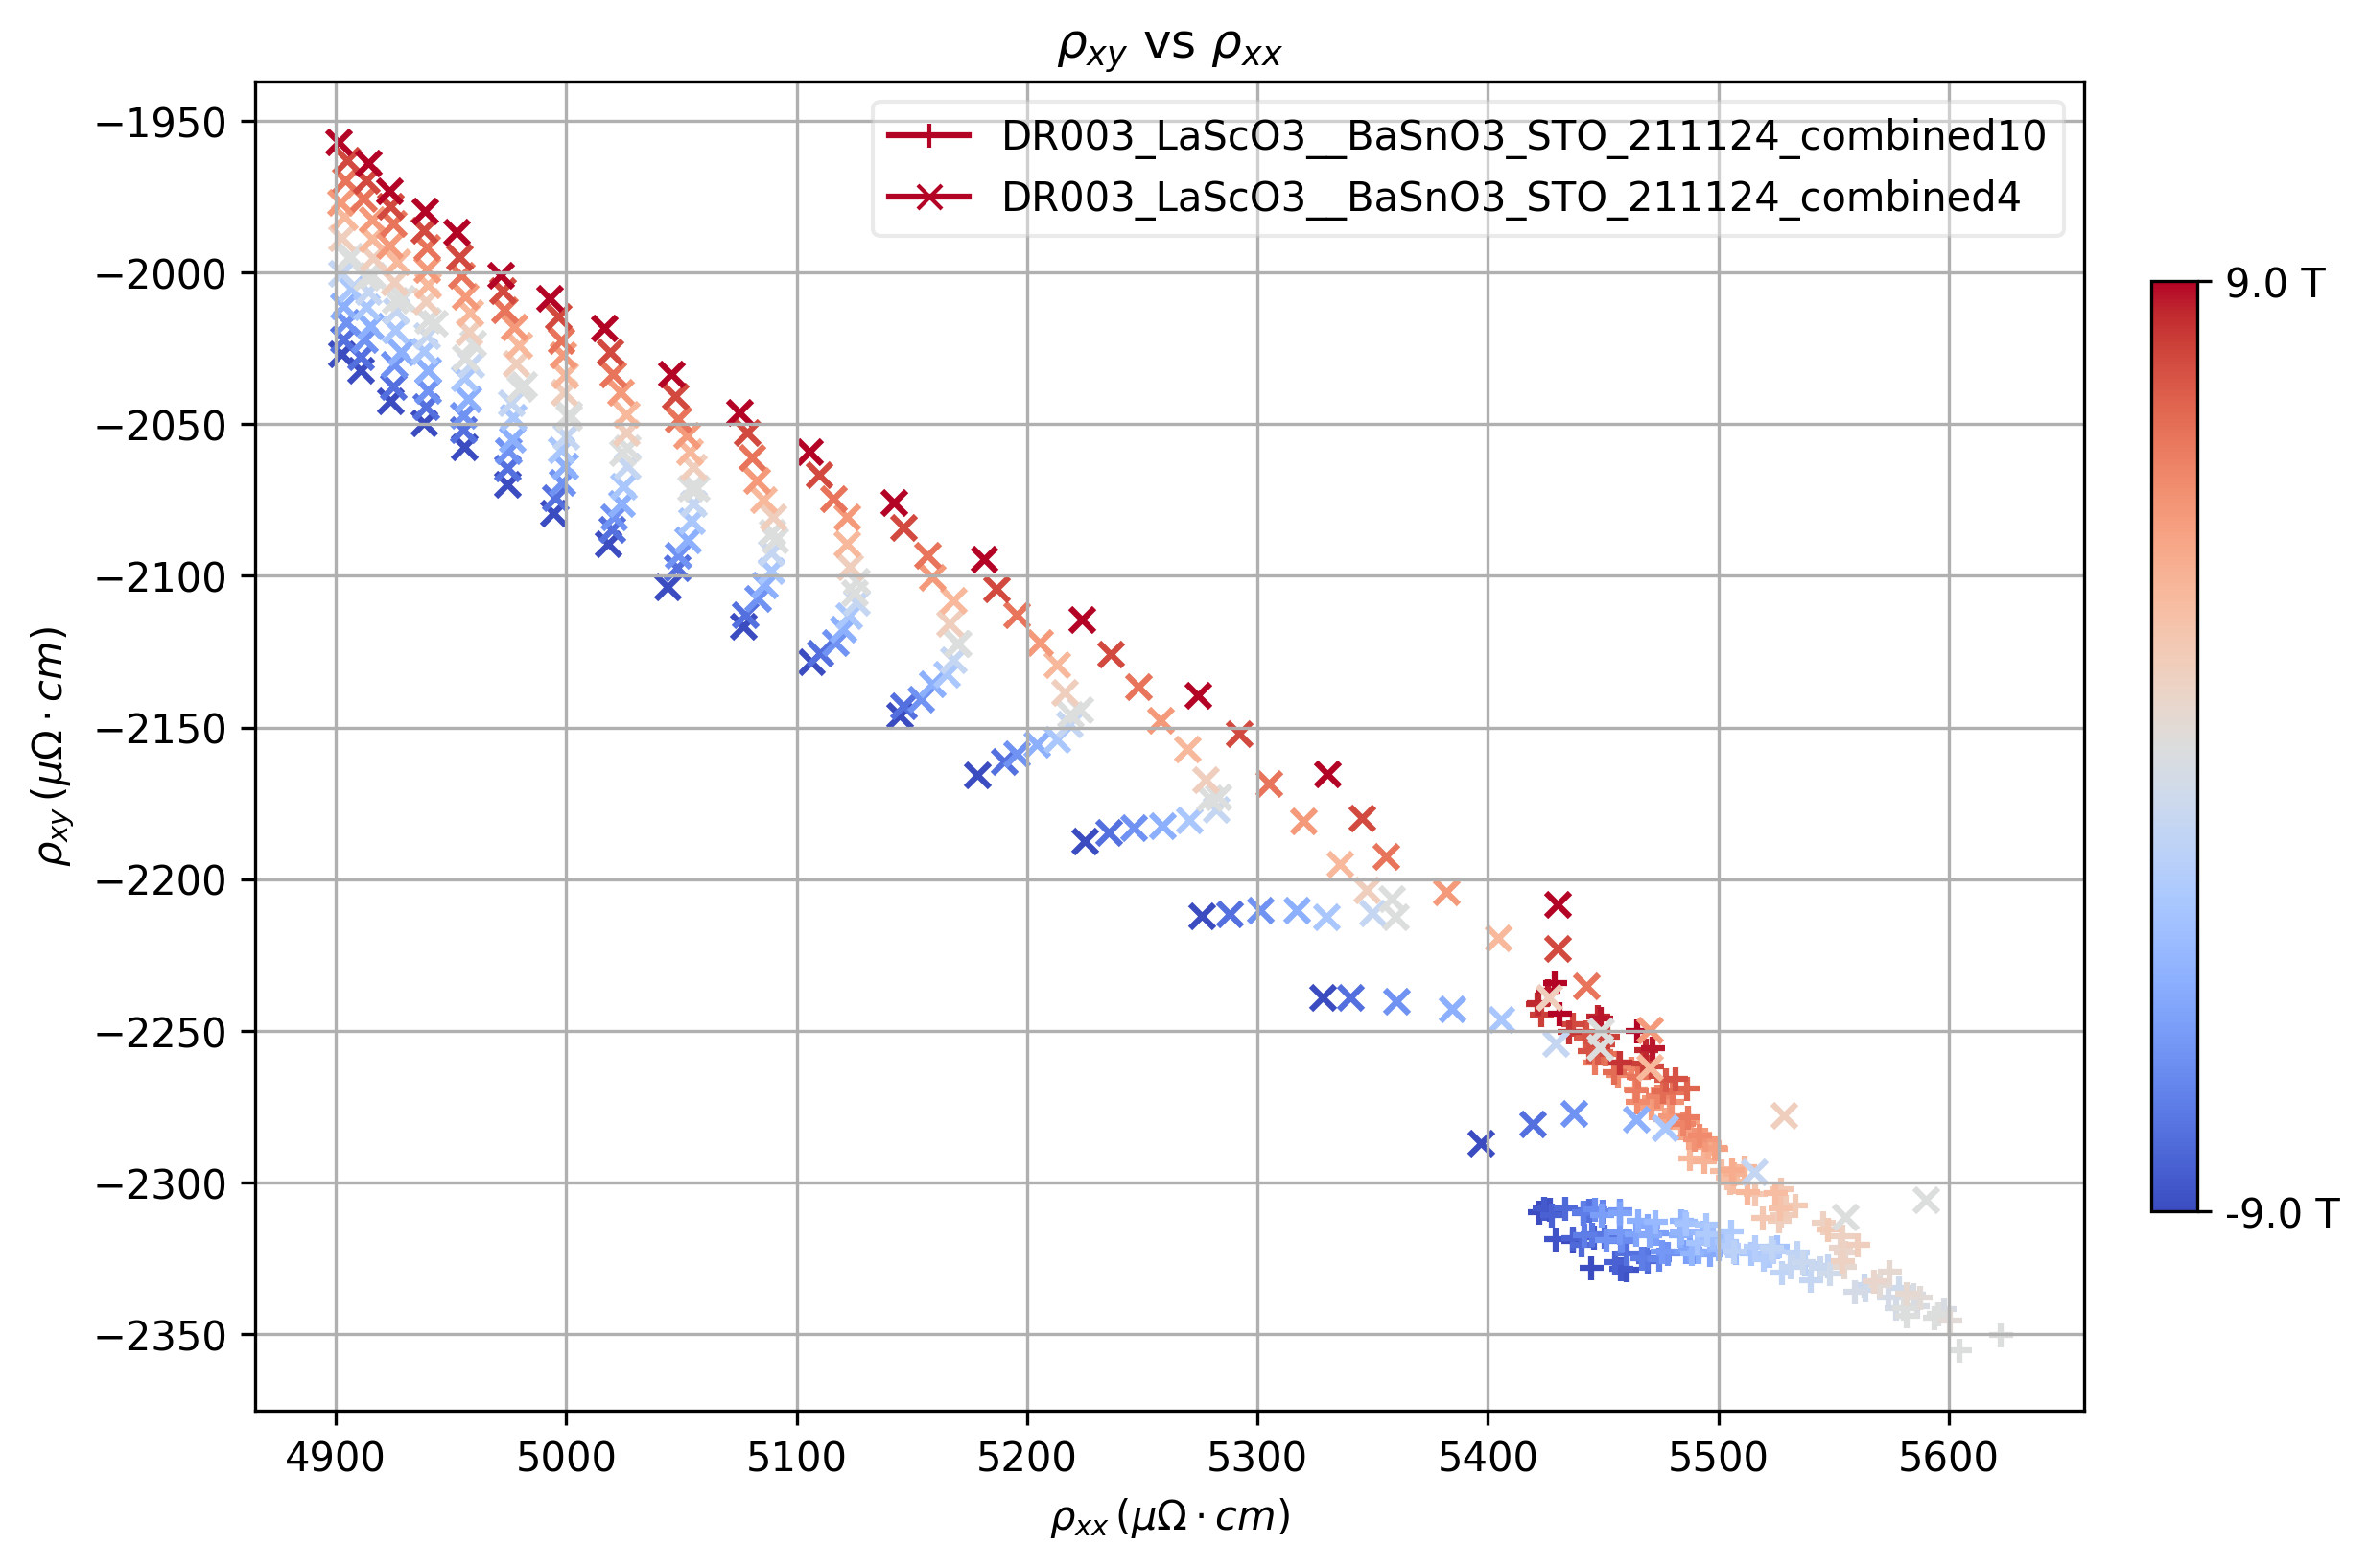 ρxy vs ρxx
DR003_LaScO3__BaSnO3_STO_211124_combined10
DR003_LaScO3__BaSnO3_STO_211124_combined4
−1950
−2000
−2050
−2100
−2150
−2200
−2250
−2300
−2350
ρxy (μΩ · cm)
4900 5000 5100 5200 5300 5400 5500 5600
ρxx (μΩ · cm)
9.0 T
-9.0 T